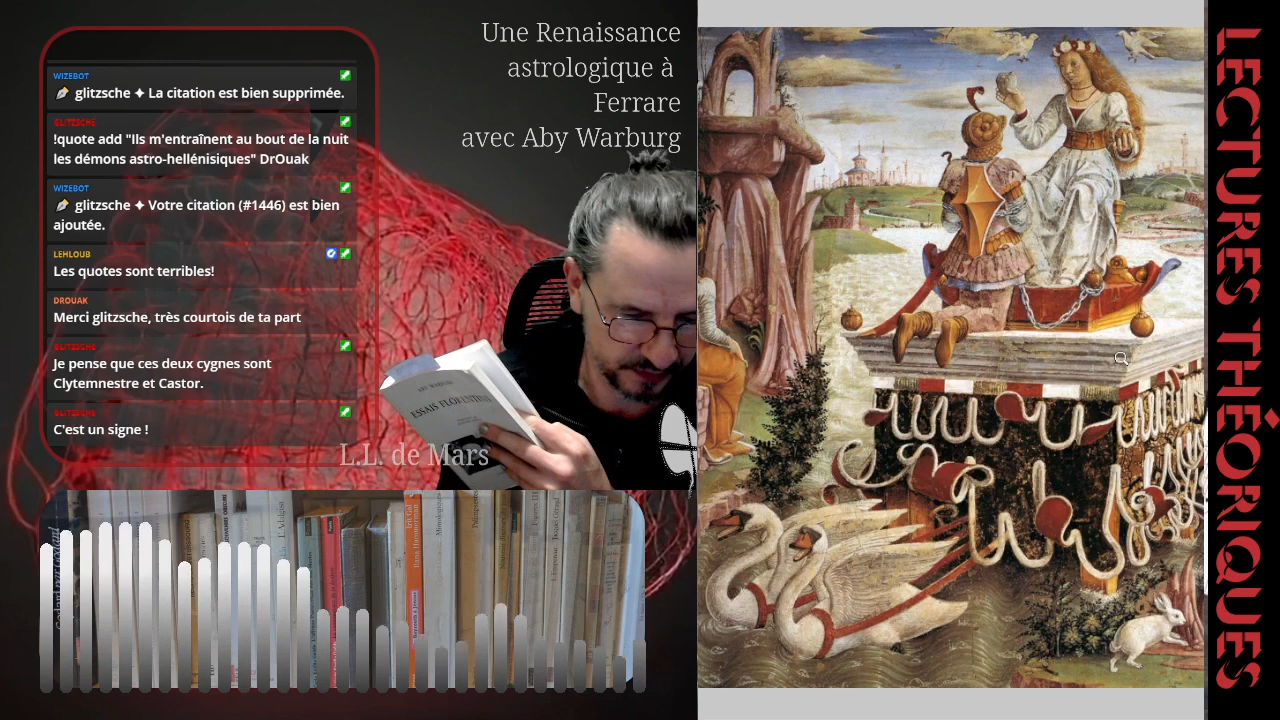 Une Renaissance
astrologique à
Ferrare
avec Aby Warburg
WIZEBOT
glitzsche ✦ La citation est bien supprimée.
GLITZSCHE
!quote add "Ils m'entraînent au bout de la nuit
les démons astro-hellénisiques" DrOuak
WIZEBOT
glitzsche ✦ Votre citation (#1446) est bien
ajoutée.
LEHLOUB
Les quotes sont terribles!
DROUAK
Merci glitzsche, très courtois de ta part
GLITZSCHE
Je pense que ces deux cygnes sont
Clytemnestre et Castor.
GLITZSCHE
C'est un signe !
ABY WARBURG
ESSAIS FLORENTINS
L.L. de Mars
LECTURES THÉORIQUES